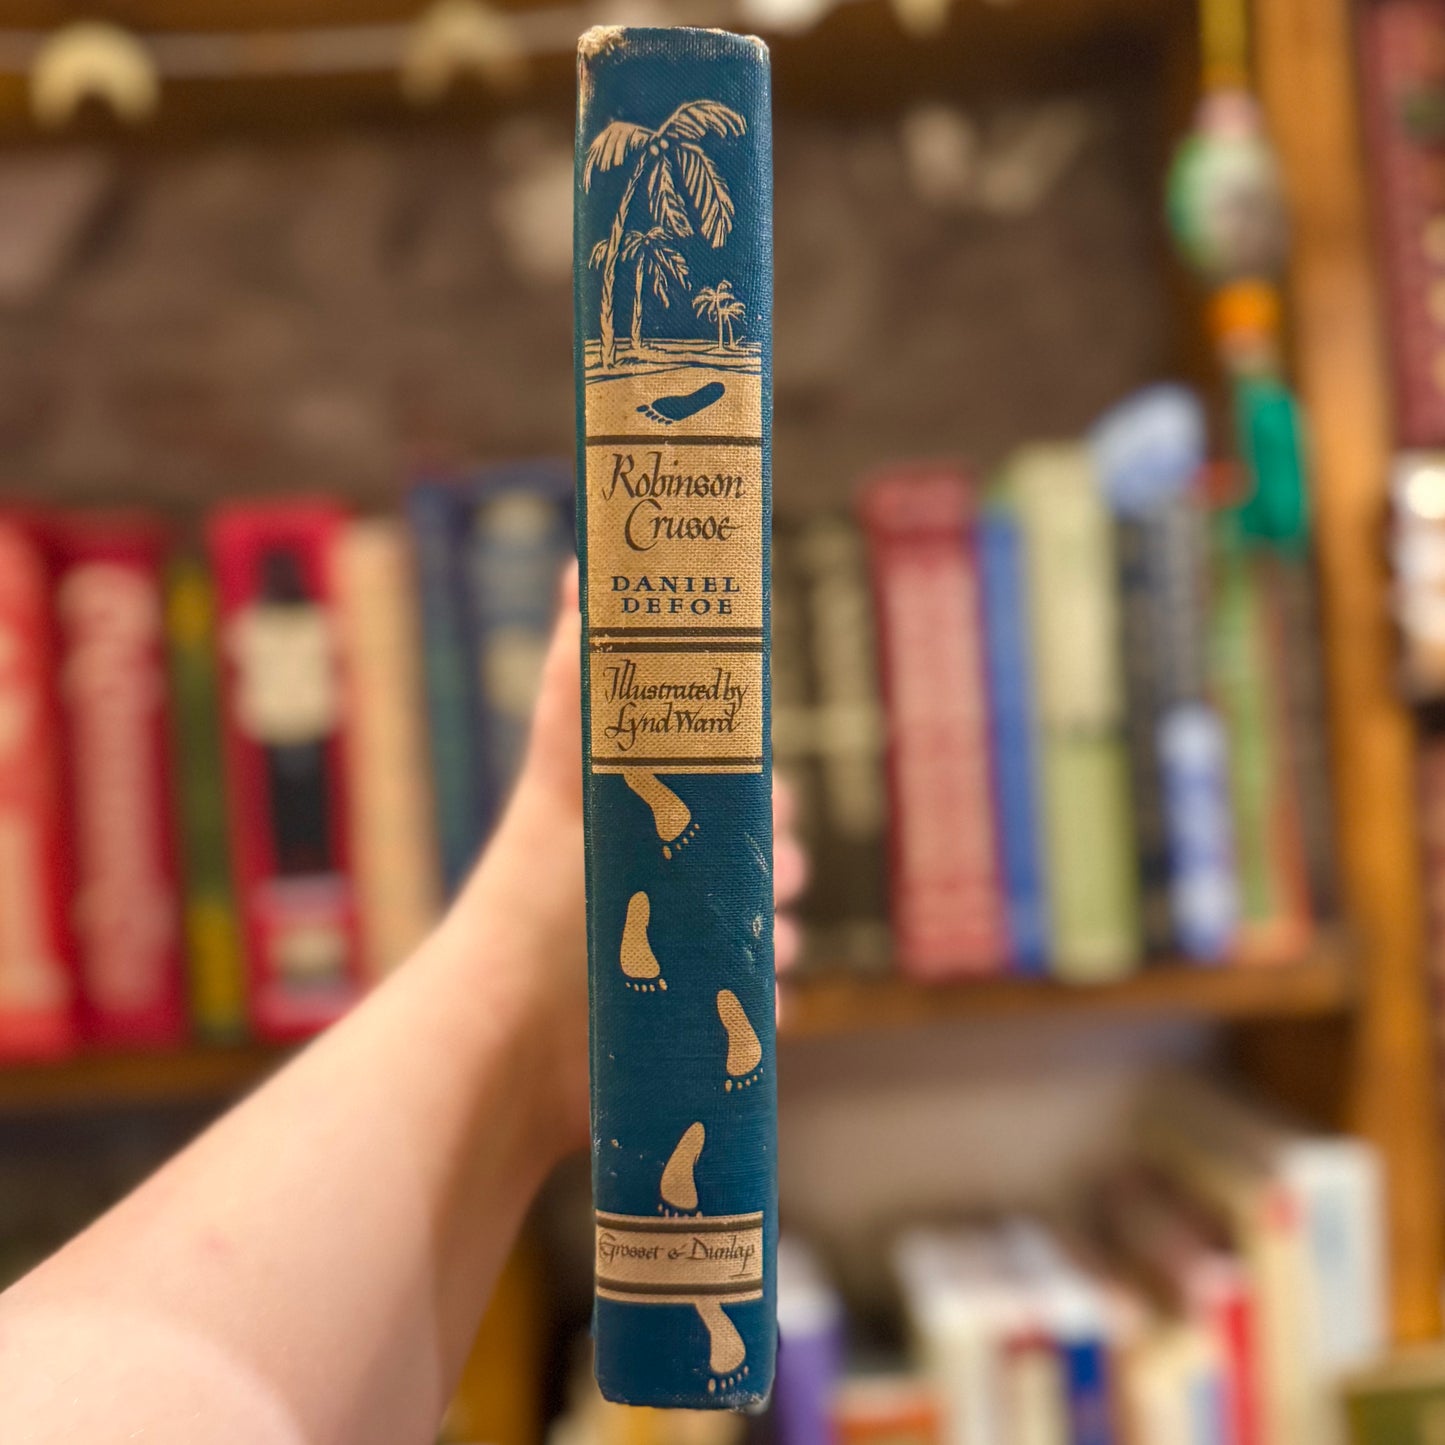 Robinson
Crusoe
DANIEL
DEFOE
Illustrated by
Lynd Ward
Grosset & Dunlap